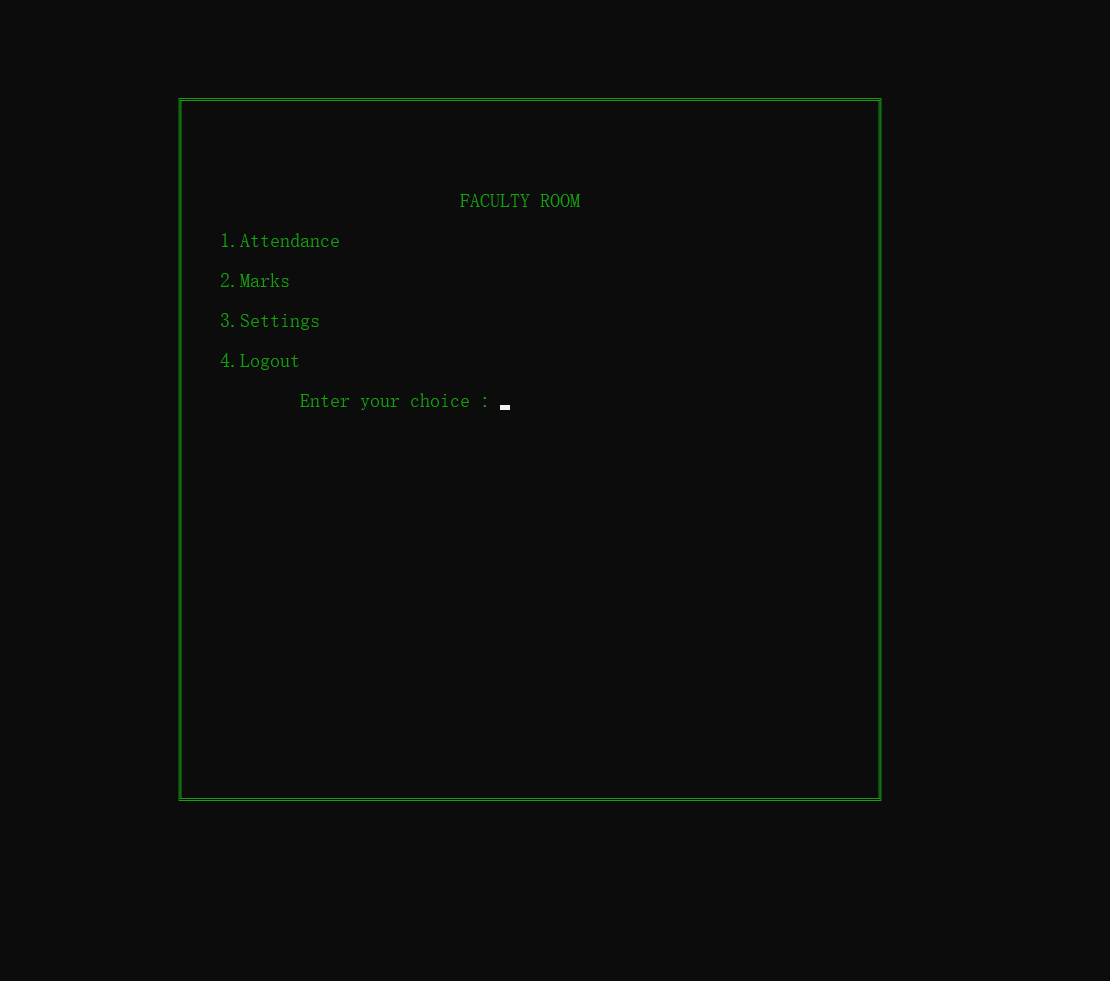 FACULTY ROOM
1.Attendance
2.Marks
3.Settings
4.Logout
Enter your choice :